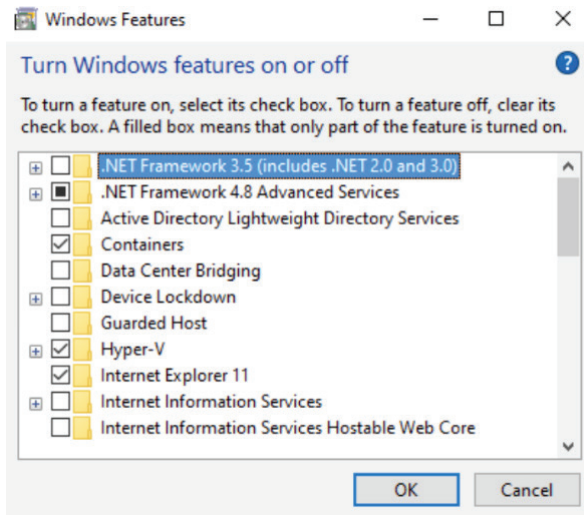 Windows Features
Turn Windows features on or off
To turn a feature on, select its check box. To turn a feature off, clear its
check box. A filled box means that only part of the feature is turned on.
.NET Framework 3.5 (includes .NET 2.0 and 3.0)
.NET Framework 4.8 Advanced Services
Active Directory Lightweight Directory Services
Containers
Data Center Bridging
Device Lockdown
Guarded Host
Hyper-V
Internet Explorer 11
Internet Information Services
Internet Information Services Hostable Web Core
OK
Cancel